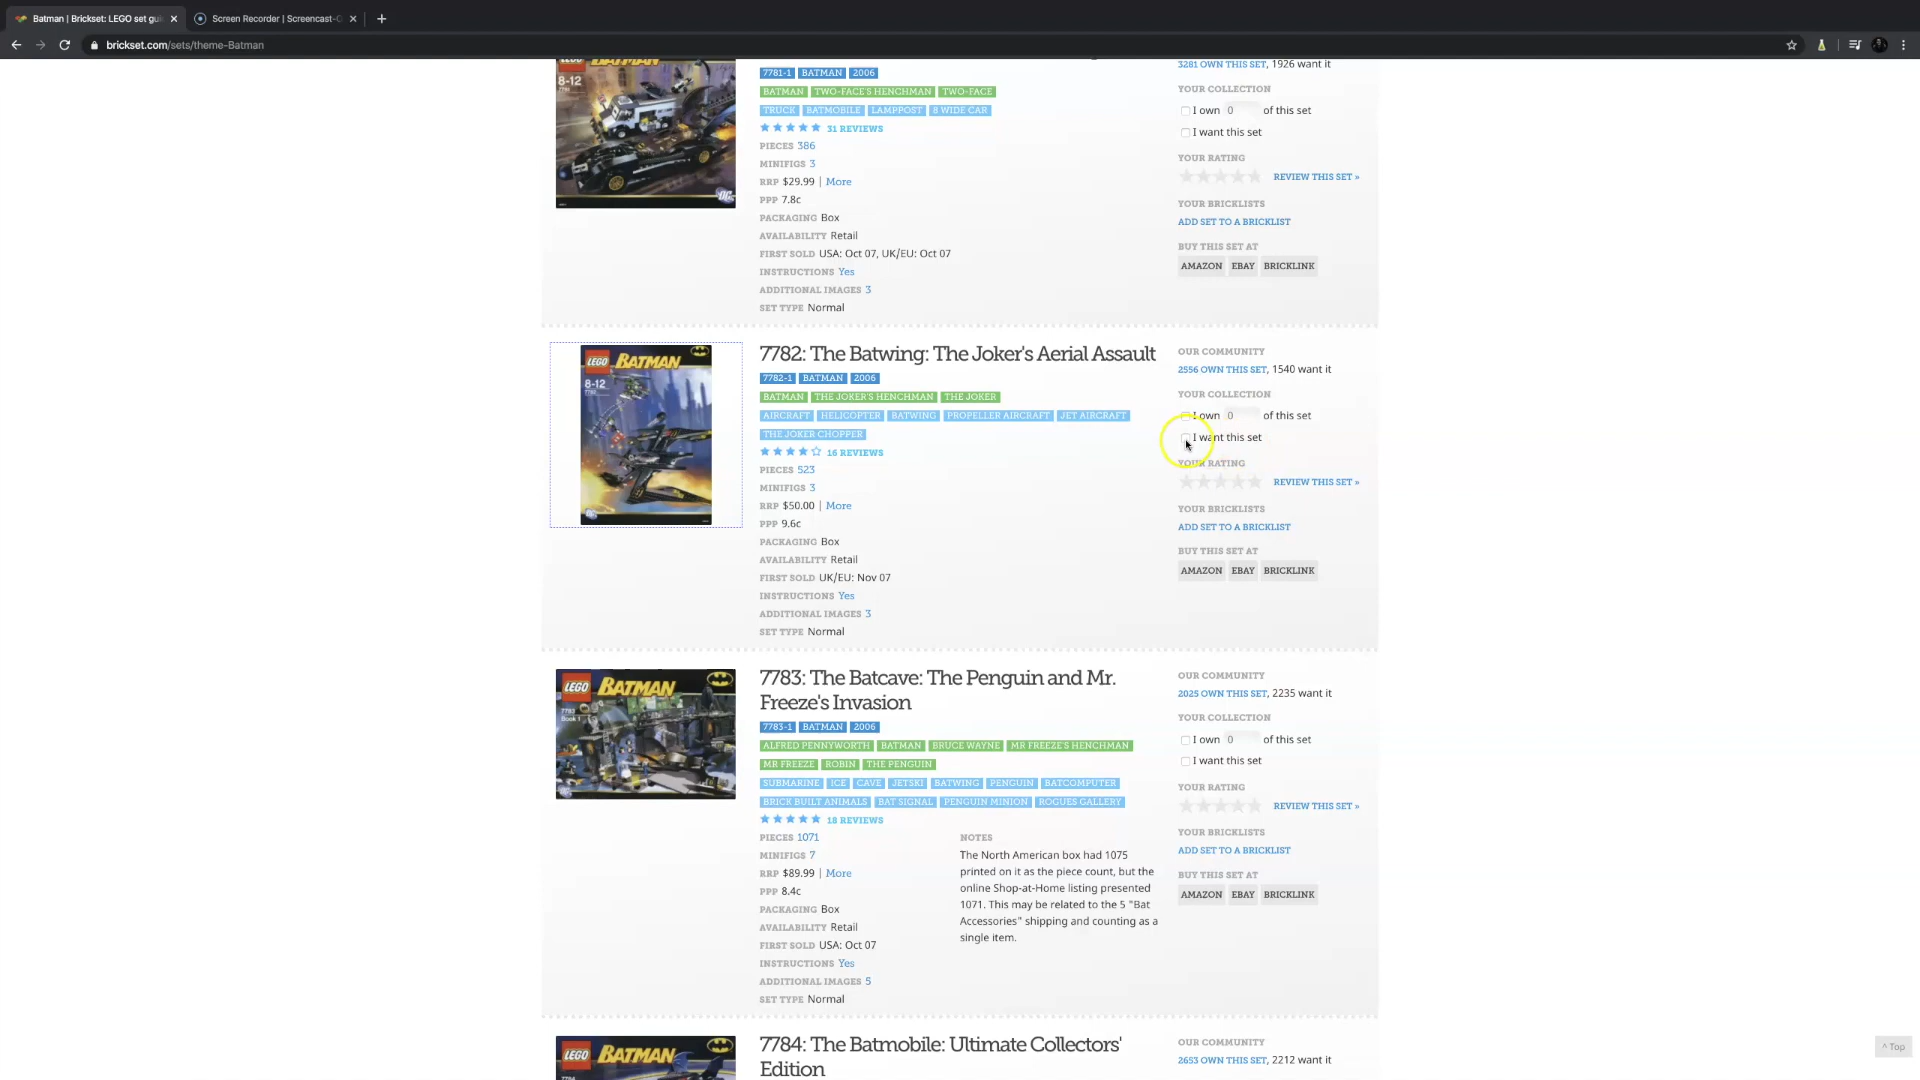 Batman | Brickset: LEGO set gui
Screen Recorder | Screencast-O
brickset.com/sets/theme-Batman
LEGO BATMAN
8-12
7781
7781-1 BATMAN 2006
BATMAN TWO-FACE'S HENCHMAN TWO-FACE
TRUCK BATMOBILE LAMPPOST 8 WIDE CAR
31 REVIEWS
PIECES 386
MINIFIGS 3
RRP $29.99 | More
PPP 7.8c
PACKAGING Box
AVAILABILITY Retail
FIRST SOLD USA: Oct 07, UK/EU: Oct 07
INSTRUCTIONS Yes
ADDITIONAL IMAGES 3
SET TYPE Normal
3281 OWN THIS SET, 1926 want it
YOUR COLLECTION
I own 0 of this set
I want this set
YOUR RATING
REVIEW THIS SET »
YOUR BRICKLISTS
ADD SET TO A BRICKLIST
BUY THIS SET AT
AMAZON EBAY BRICKLINK
LEGO BATMAN
8-12
7782
7782: The Batwing: The Joker's Aerial Assault
7782-1 BATMAN 2006
BATMAN THE JOKER'S HENCHMAN THE JOKER
AIRCRAFT HELICOPTER BATWING PROPELLER AIRCRAFT JET AIRCRAFT
THE JOKER CHOPPER
16 REVIEWS
PIECES 523
MINIFIGS 3
RRP $50.00 | More
PPP 9.6c
PACKAGING Box
AVAILABILITY Retail
FIRST SOLD UK/EU: Nov 07
INSTRUCTIONS Yes
ADDITIONAL IMAGES 3
SET TYPE Normal
OUR COMMUNITY
2556 OWN THIS SET, 1540 want it
YOUR COLLECTION
I own 0 of this set
I want this set
YOUR RATING
REVIEW THIS SET »
YOUR BRICKLISTS
ADD SET TO A BRICKLIST
BUY THIS SET AT
AMAZON EBAY BRICKLINK
LEGO BATMAN
7783
Book 1
7783: The Batcave: The Penguin and Mr.
Freeze's Invasion
7783-1 BATMAN 2006
ALFRED PENNYWORTH BATMAN BRUCE WAYNE MR FREEZE'S HENCHMAN
MR FREEZE ROBIN THE PENGUIN
SUBMARINE ICE CAVE JETSKI BATWING PENGUIN BATCOMPUTER
BRICK BUILT ANIMALS BAT SIGNAL PENGUIN MINION ROGUES GALLERY
18 REVIEWS
PIECES 1071
MINIFIGS 7
RRP $89.99 | More
PPP 8.4c
PACKAGING Box
AVAILABILITY Retail
FIRST SOLD USA: Oct 07
INSTRUCTIONS Yes
ADDITIONAL IMAGES 5
SET TYPE Normal
NOTES
The North American box had 1075
printed on it as the piece count, but the
online Shop-at-Home listing presented
1071. This may be related to the 5 "Bat
Accessories" shipping and counting as a
single item.
OUR COMMUNITY
2025 OWN THIS SET, 2235 want it
YOUR COLLECTION
I own 0 of this set
I want this set
YOUR RATING
REVIEW THIS SET »
YOUR BRICKLISTS
ADD SET TO A BRICKLIST
BUY THIS SET AT
AMAZON EBAY BRICKLINK
LEGO BATMAN
7784: The Batmobile: Ultimate Collectors'
Edition
OUR COMMUNITY
2653 OWN THIS SET, 2212 want it
^ Top